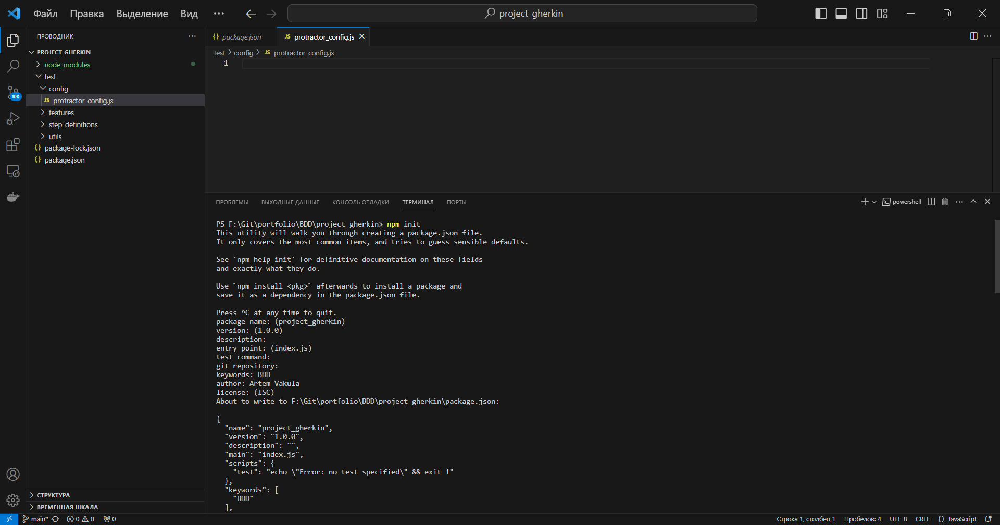 Файл Правка Выделение Вид ··· project_gherkin
ПРОВОДНИК
PROJECT_GHERKIN
node_modules
test
config
JS protractor_config.js
features
step_definitions
utils
{} package-lock.json
{} package.json
10K
СТРУКТУРА
ВРЕМЕННАЯ ШКАЛА
{} package.json JS protractor_config.js
test > config > JS protractor_config.js
1
ПРОБЛЕМЫ ВЫХОДНЫЕ ДАННЫЕ КОНСОЛЬ ОТЛАДКИ ТЕРМИНАЛ ПОРТЫ powershell
PS F:\Git\portfolio\BDD\project_gherkin> npm init
This utility will walk you through creating a package.json file.
It only covers the most common items, and tries to guess sensible defaults.
See `npm help init` for definitive documentation on these fields
and exactly what they do.
Use `npm install <pkg>` afterwards to install a package and
save it as a dependency in the package.json file.
Press ^C at any time to quit.
package name: (project_gherkin)
version: (1.0.0)
description:
entry point: (index.js)
test command:
git repository:
keywords: BDD
author: Artem Vakula
license: (ISC)
About to write to F:\Git\portfolio\BDD\project_gherkin\package.json:
{
"name": "project_gherkin",
"version": "1.0.0",
"description": "",
"main": "index.js",
"scripts": {
"test": "echo \"Error: no test specified\" && exit 1"
},
"keywords": [
"BDD"
],
main* 0 0 0 Строка 1, столбец 1 Пробелов: 4 UTF-8 CRLF {} JavaScript